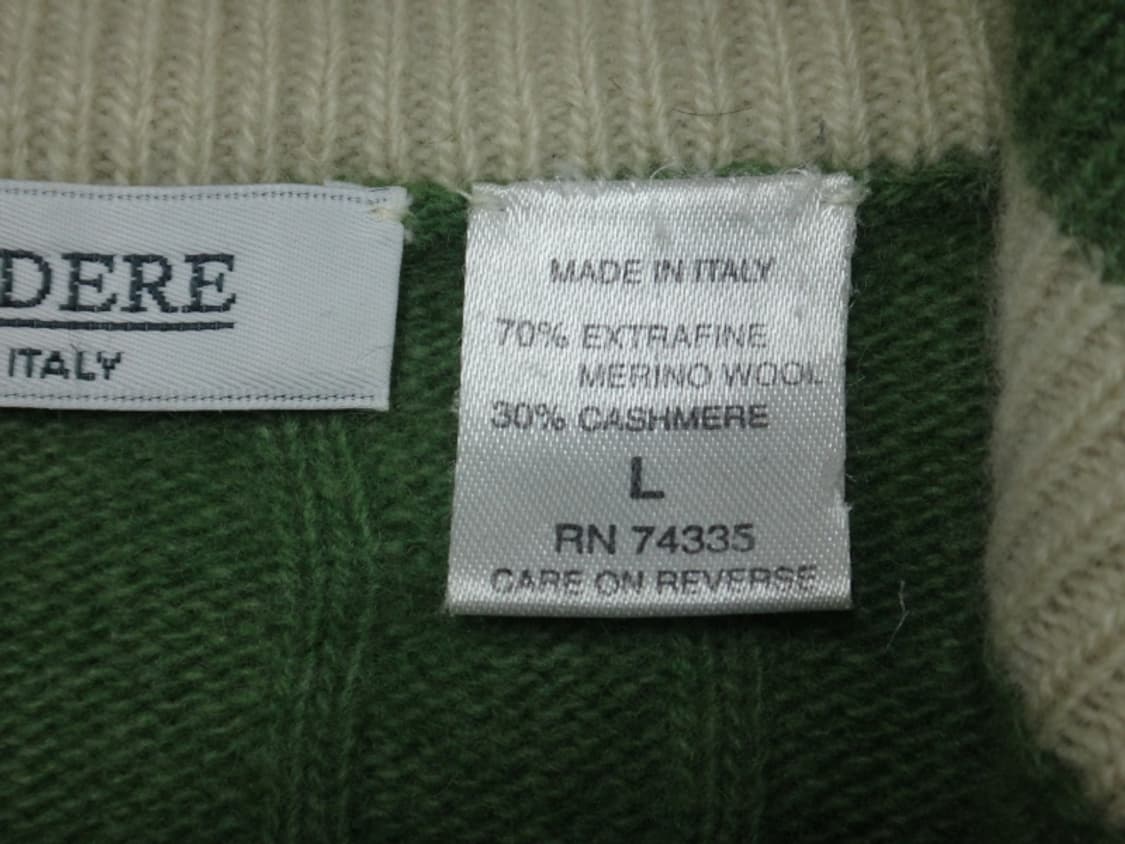 DERE
ITALY
MADE IN ITALY
70% EXTRAFINE
MERINO WOOL
30% CASHMERE
L
RN 74335
CARE ON REVERSE